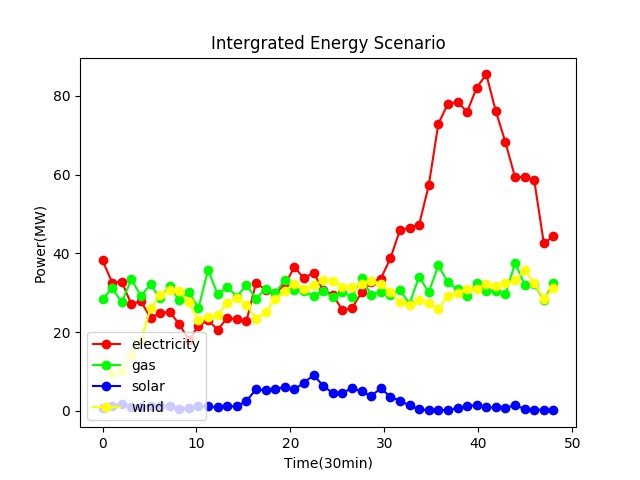 Intergrated Energy Scenario
Power(MW)
80
60
40
20
0
electricity
gas
solar
wind
0 10 20 30 40 50
Time(30min)